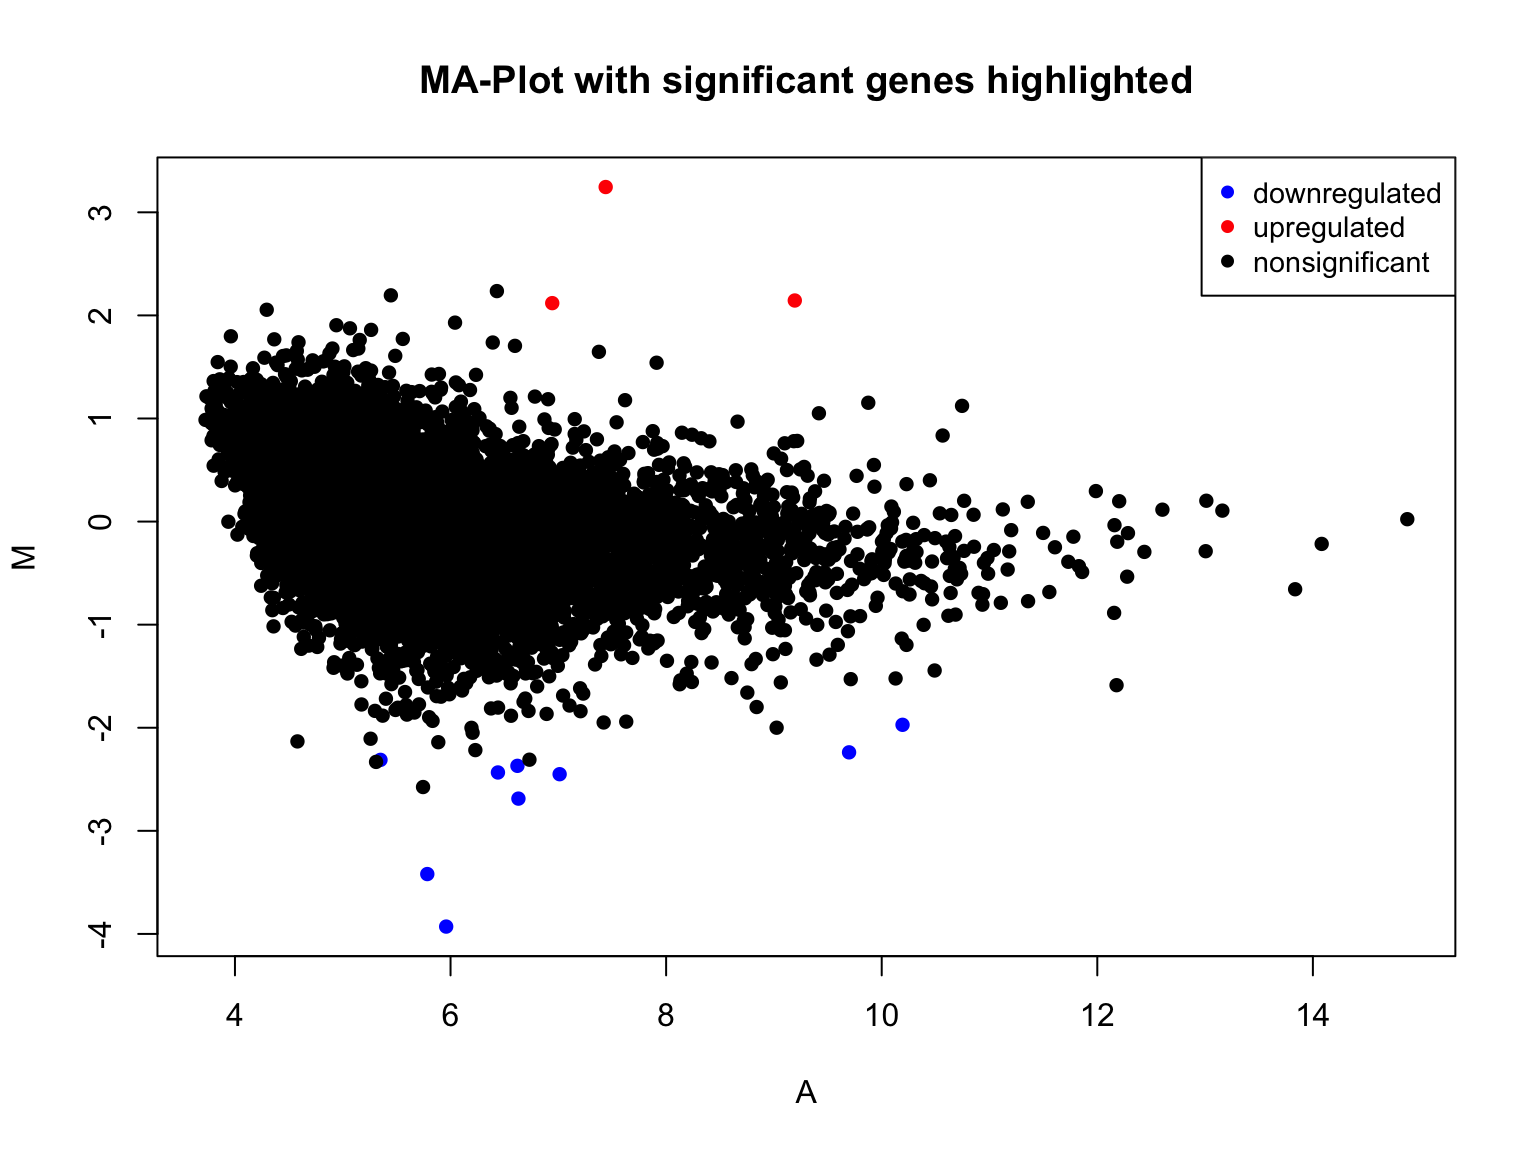 MA-Plot with significant genes highlighted
downregulated
upregulated
nonsignificant
3
2
1
0
-1
-2
-3
-4
M
4 6 8 10 12 14
A